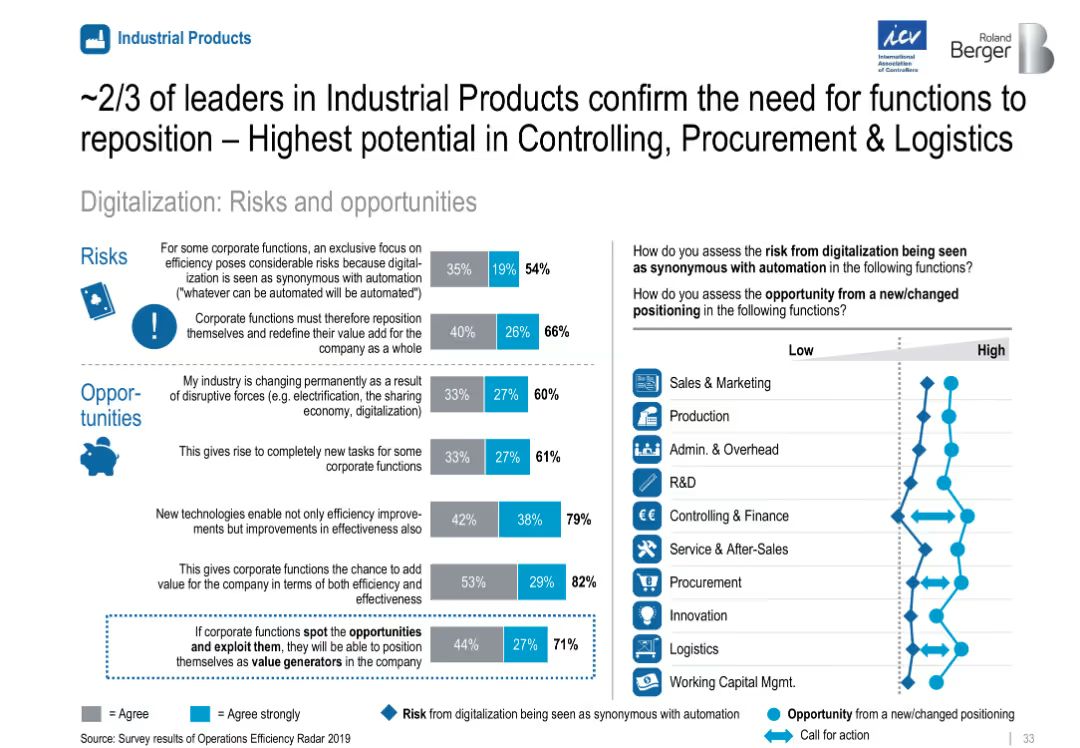 Industrial Products
icv
International
Association
of Controllers
Roland
Berger
~2/3 of leaders in Industrial Products confirm the need for functions to
reposition – Highest potential in Controlling, Procurement & Logistics
Digitalization: Risks and opportunities
Risks
For some corporate functions, an exclusive focus on
efficiency poses considerable risks because digital-
ization is seen as synonymous with automation
("whatever can be automated will be automated")
35% 19% 54%
!
Corporate functions must therefore reposition
themselves and redefine their value add for the
company as a whole
40% 26% 66%
Oppor-
tunities
My industry is changing permanently as a result
of disruptive forces (e.g. electrification, the sharing
economy, digitalization)
33% 27% 60%
This gives rise to completely new tasks for some
corporate functions
33% 27% 61%
New technologies enable not only efficiency improve-
ments but improvements in effectiveness also
42% 38% 79%
This gives corporate functions the chance to add
value for the company in terms of both efficiency and
effectiveness
53% 29% 82%
If corporate functions spot the opportunities
and exploit them, they will be able to position
themselves as value generators in the company
44% 27% 71%
How do you assess the risk from digitalization being seen
as synonymous with automation in the following functions?
How do you assess the opportunity from a new/changed
positioning in the following functions?
Low High
Sales & Marketing
Production
Admin. & Overhead
R&D
€€ Controlling & Finance
Service & After-Sales
Procurement
Innovation
Logistics
Working Capital Mgmt.
= Agree = Agree strongly
Risk from digitalization being seen as synonymous with automation
Opportunity from a new/changed positioning
Call for action
Source: Survey results of Operations Efficiency Radar 2019
33